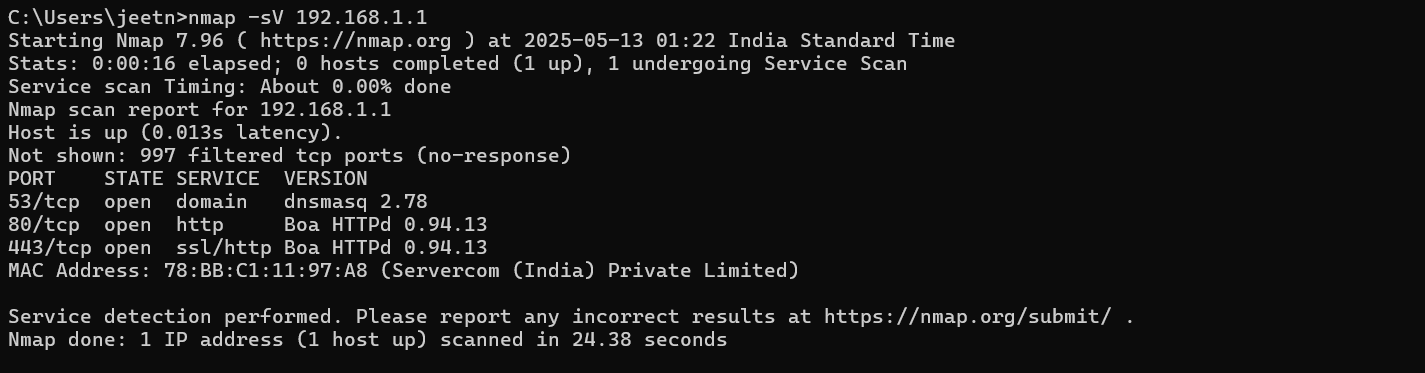 C:\Users\jeetn>nmap -sV 192.168.1.1
Starting Nmap 7.96 ( https://nmap.org ) at 2025-05-13 01:22 India Standard Time
Stats: 0:00:16 elapsed; 0 hosts completed (1 up), 1 undergoing Service Scan
Service scan Timing: About 0.00% done
Nmap scan report for 192.168.1.1
Host is up (0.013s latency).
Not shown: 997 filtered tcp ports (no-response)
PORT    STATE SERVICE  VERSION
53/tcp  open  domain   dnsmasq 2.78
80/tcp  open  http     Boa HTTPd 0.94.13
443/tcp open  ssl/http Boa HTTPd 0.94.13
MAC Address: 78:BB:C1:11:97:A8 (Servercom (India) Private Limited)
Service detection performed. Please report any incorrect results at https://nmap.org/submit/ .
Nmap done: 1 IP address (1 host up) scanned in 24.38 seconds